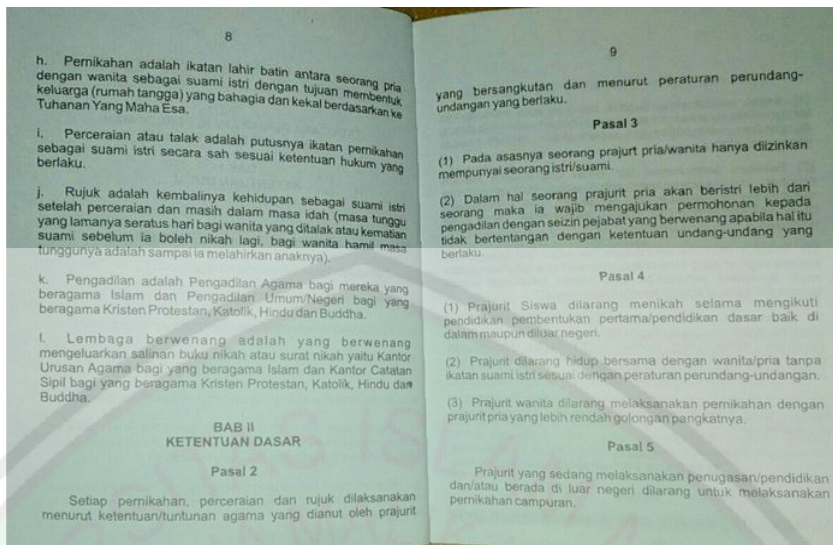 8
h. Pernikahan adalah ikatan lahir batin antara seorang pria
dengan wanita sebagai suami istri dengan tujuan membentuk
keluarga (rumah tangga) yang bahagia dan kekal berdasarkan ke
Tuhanan Yang Maha Esa.
i. Perceraian atau talak adalah putusnya ikatan pernikahan
sebagai suami istri secara sah sesuai ketentuan hukum yang
berlaku.
j. Rujuk adalah kembalinya kehidupan sebagai suami istri
setelah perceraian dan masih dalam masa idah (masa tunggu
yang lamanya seratus hari bagi wanita yang ditalak atau kematian
suami sebelum ia boleh nikah lagi, bagi wanita hamil masa
tunggunya adalah sampai ia melahirkan anaknya).
k. Pengadilan adalah Pengadilan Agama bagi mereka yang
beragama Islam dan Pengadilan Umum/Negeri bagi yang
beragama Kristen Protestan, Katolik, Hindu dan Buddha.
l. Lembaga berwenang adalah yang berwenang
mengeluarkan salinan buku nikah atau surat nikah yaitu Kantor
Urusan Agama bagi yang beragama Islam dan Kantor Catatan
Sipil bagi yang beragama Kristen Protestan, Katolik, Hindu dan
Buddha.
BAB II
KETENTUAN DASAR
Pasal 2
Setiap pernikahan, perceraian dan rujuk dilaksanakan
menurut ketentuan/tuntunan agama yang dianut oleh prajurit
9
yang bersangkutan dan menurut peraturan perundang-
undangan yang berlaku.
Pasal 3
(1) Pada asasnya seorang prajurt pria/wanita hanya diizinkan
mempunyai seorang istri/suami.
(2) Dalam hal seorang prajurit pria akan beristri lebih dari
seorang maka ia wajib mengajukan permohonan kepada
pengadilan dengan seizin pejabat yang berwenang apabila hal itu
tidak bertentangan dengan ketentuan undang-undang yang
berlaku.
Pasal 4
(1) Prajurit Siswa dilarang menikah selama mengikuti
pendidikan pembentukan pertama/pendidikan dasar baik di
dalam maupun diluar negeri.
(2) Prajurit dilarang hidup bersama dengan wanita/pria tanpa
ikatan suami istri sesuai dengan peraturan perundang-undangan.
(3) Prajurit wanita dilarang melaksanakan pernikahan dengan
prajurit pria yang lebih rendah golongan pangkatnya.
Pasal 5
Prajurit yang sedang melaksanakan penugasan/pendidikan
dan/atau berada di luar negeri dilarang untuk melaksanakan
pernikahan campuran.